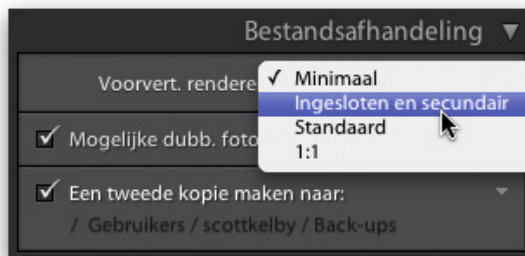 Bestandsafhandeling
Voorvert. rendere
Minimaal
Ingesloten en secundair
Standaard
1:1
Mogelijke dubb. foto
Een tweede kopie maken naar:
/ Gebruikers / scottkelby / Back-ups